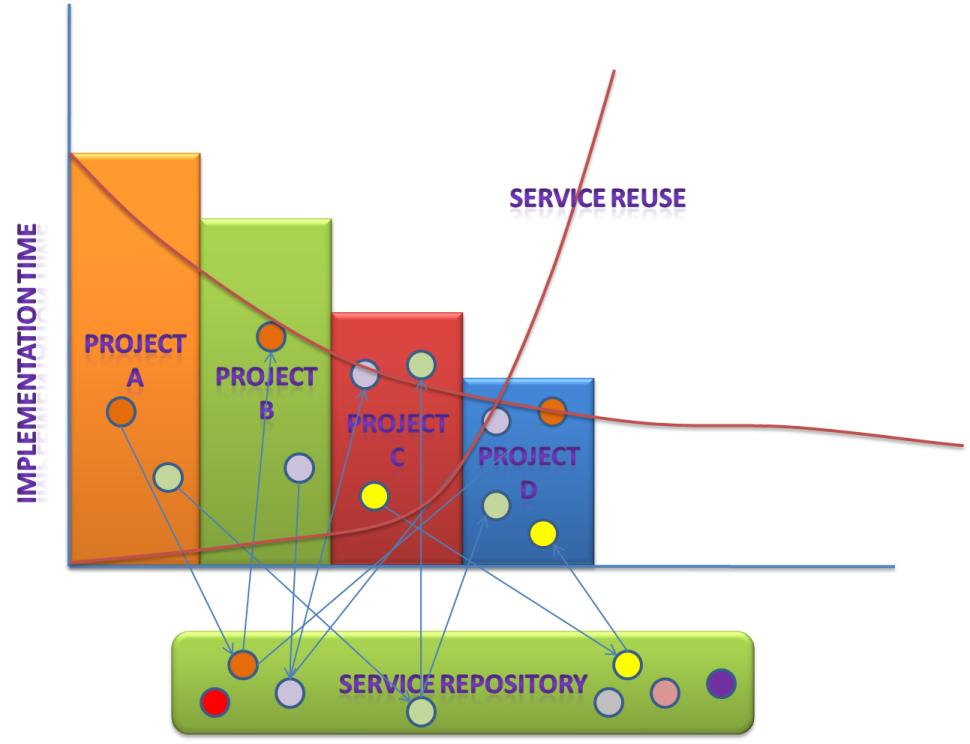 SERVICE REUSE
IMPLEMENTATION TIME
PROJECT
A
PROJECT
B
PROJECT
C
PROJECT
D
SERVICE REPOSITORY